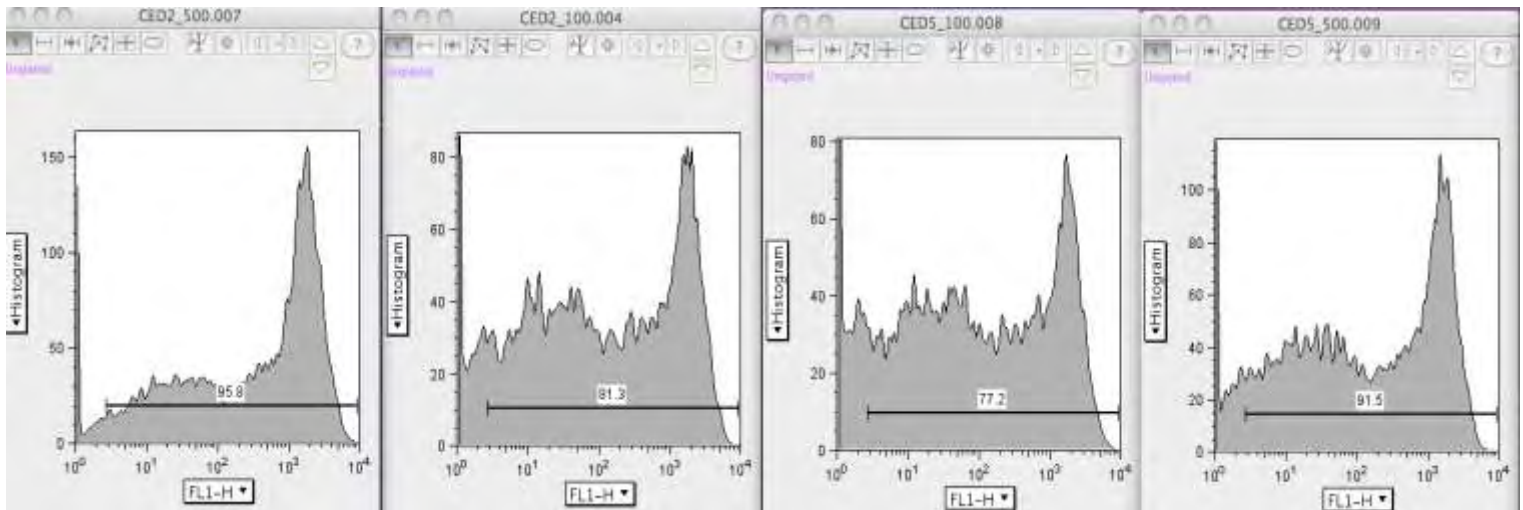 CED2_500.007
?
Ungated
◄Histogram
150
100
50
0
95.8
10⁰ 10¹ 10² 10³ 10⁴
FL1-H ▼
CED2_100.004
?
Ungated
◄Histogram
80
60
40
20
0
81.3
10⁰ 10¹ 10² 10³ 10⁴
FL1-H ▼
CED5_100.008
?
Ungated
◄Histogram
80
60
40
20
0
77.2
10⁰ 10¹ 10² 10³ 10⁴
FL1-H ▼
CED5_500.009
?
Ungated
◄Histogram
100
80
60
40
20
0
91.5
10⁰ 10¹ 10² 10³ 10⁴
FL1-H ▼